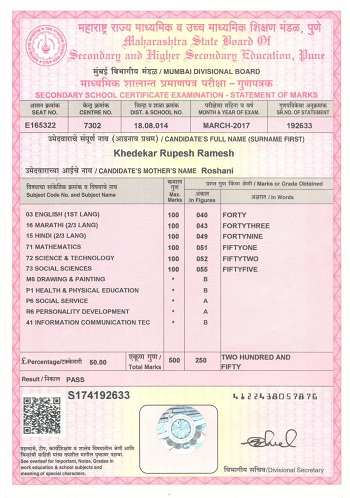 महाराष्ट्र राज्य माध्यमिक व उच्च माध्यमिक शिक्षण मंडळ, पुणे
Maharashtra State Board Of
Secondary and Higher Secondary Education, Pune
मुंबई विभागीय मंडळ / MUMBAI DIVISIONAL BOARD
माध्यमिक शालान्त प्रमाणपत्र परीक्षा - गुणपत्रक
SECONDARY SCHOOL CERTIFICATE EXAMINATION - STATEMENT OF MARKS
आसन क्रमांक केंद्र क्रमांक जिल्हा व शाळा क्रमांक परीक्षेचा महिना व वर्ष गुणपत्रिकेचा अनुक्रमांक
SEAT NO. CENTRE NO. DIST. & SCHOOL NO. MONTH & YEAR OF EXAM. SR.NO. OF STATEMENT
E165322 7302 18.08.014 MARCH-2017 192633
उमेदवाराचे संपूर्ण नाव (आडनाव प्रथम) / CANDIDATE'S FULL NAME (SURNAME FIRST)
Khedekar Rupesh Ramesh
उमेदवाराच्या आईचे नाव / CANDIDATE'S MOTHER'S NAME Roshani
विषयाचा सांकेतिक क्रमांक व विषयाचे नाव
Subject Code No. and Subject Name
कमाल गुण Max. Marks
प्राप्त गुण किंवा श्रेणी / Marks or Grade Obtained
अंकात In Figures
अक्षरात / In Words
03 ENGLISH (1ST LANG) 100 040 FORTY
16 MARATHI (2/3 LANG) 100 043 FORTYTHREE
15 HINDI (2/3 LANG) 100 049 FORTYNINE
71 MATHEMATICS 100 051 FIFTYONE
72 SCIENCE & TECHNOLOGY 100 052 FIFTYTWO
73 SOCIAL SCIENCES 100 055 FIFTYFIVE
M6 DRAWING & PAINTING * B
P1 HEALTH & PHYSICAL EDUCATION * B
P6 SOCIAL SERVICE * A
R6 PERSONALITY DEVELOPMENT * A
41 INFORMATION COMMUNICATION TEC * B
£ Percentage/टक्केवारी 50.00 एकूण गुण / Total Marks 500 250 TWO HUNDRED AND FIFTY
Result / निकाल PASS
S174192633
See overleaf for Important, Notes, Grades in
work education & school subjects and
meaning of special characters.
विभागीय सचिव/Divisional Secretary